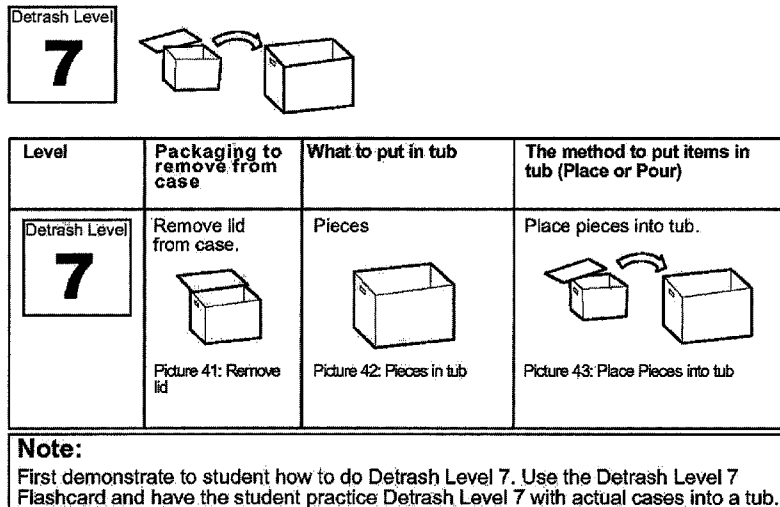 Detrash Level
7
Level
Packaging to
remove from
case
What to put in tub
The method to put items in
tub (Place or Pour)
Detrash Level
7
Remove lid
from case.
Picture 41: Remove
lid
Pieces
Picture 42: Pieces in tub
Place pieces into tub.
Picture 43: Place Pieces into tub
Note:
First demonstrate to student how to do Detrash Level 7. Use the Detrash Level 7
Flashcard and have the student practice Detrash Level 7 with actual cases into a tub.